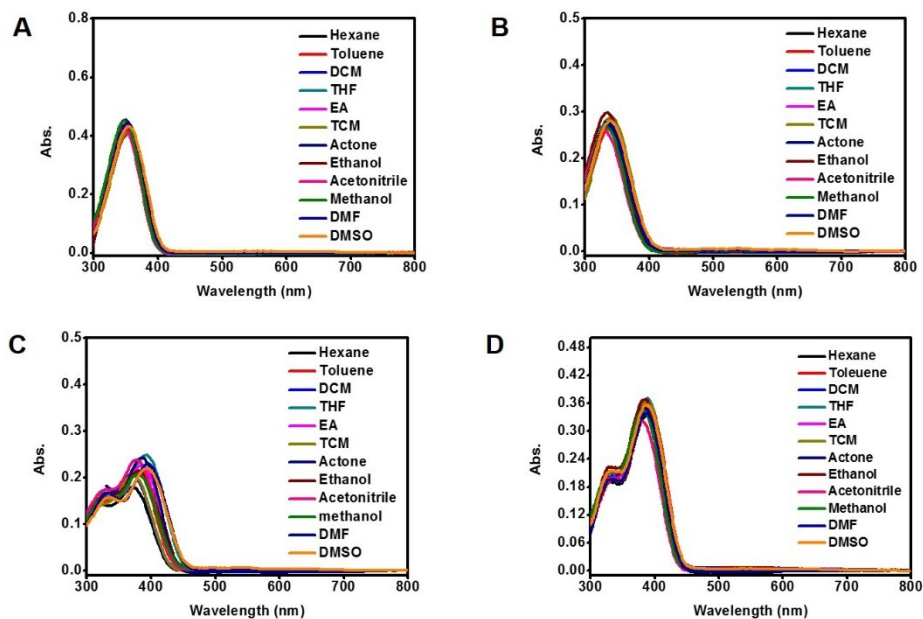 A
Abs.
0.8
0.6
0.4
0.2
0.0
300 400 500 600 700 800
Wavelength (nm)
Hexane
Toluene
DCM
THF
EA
TCM
Actone
Ethanol
Acetonitrile
Methanol
DMF
DMSO
B
Abs.
0.5
0.4
0.3
0.2
0.1
0.0
300 400 500 600 700 800
Wavelength (nm)
Hexane
Toluene
DCM
THF
EA
TCM
Actone
Ethanol
Acetonitrile
Methanol
DMF
DMSO
C
Abs.
0.5
0.4
0.3
0.2
0.1
0.0
300 400 500 600 700 800
Wavelength (nm)
Hexane
Toluene
DCM
THF
EA
TCM
Actone
Ethanol
Acetonitrile
methanol
DMF
DMSO
D
Abs.
0.48
0.42
0.36
0.30
0.24
0.18
0.12
0.06
0.00
300 400 500 600 700 800
Wavelength (nm)
Hexane
Toleuene
DCM
THF
EA
TCM
Actone
Ethanol
Acetonitrile
Methanol
DMF
DMSO